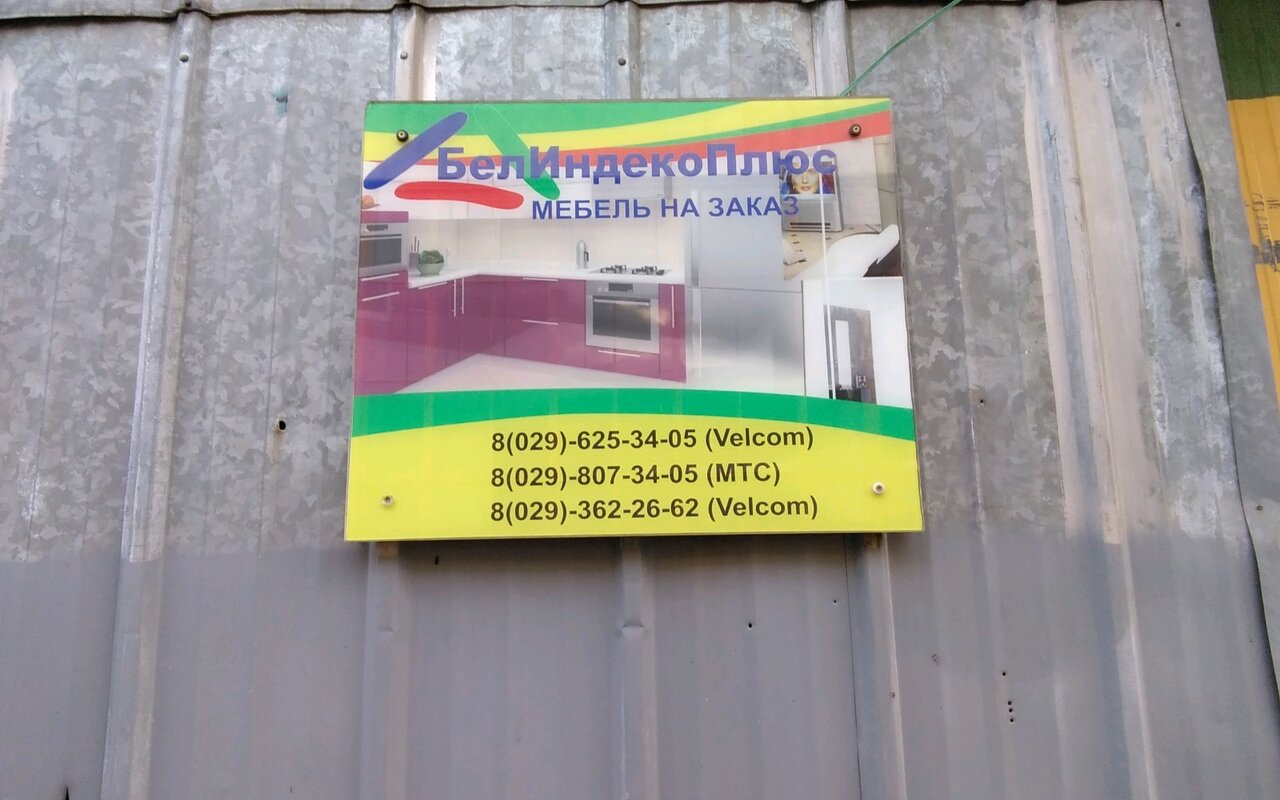 БелИндекоПлюс
МЕБЕЛЬ НА ЗАКАЗ
8(029)-625-34-05 (Velcom)
8(029)-807-34-05 (МТС)
8(029)-362-26-62 (Velcom)